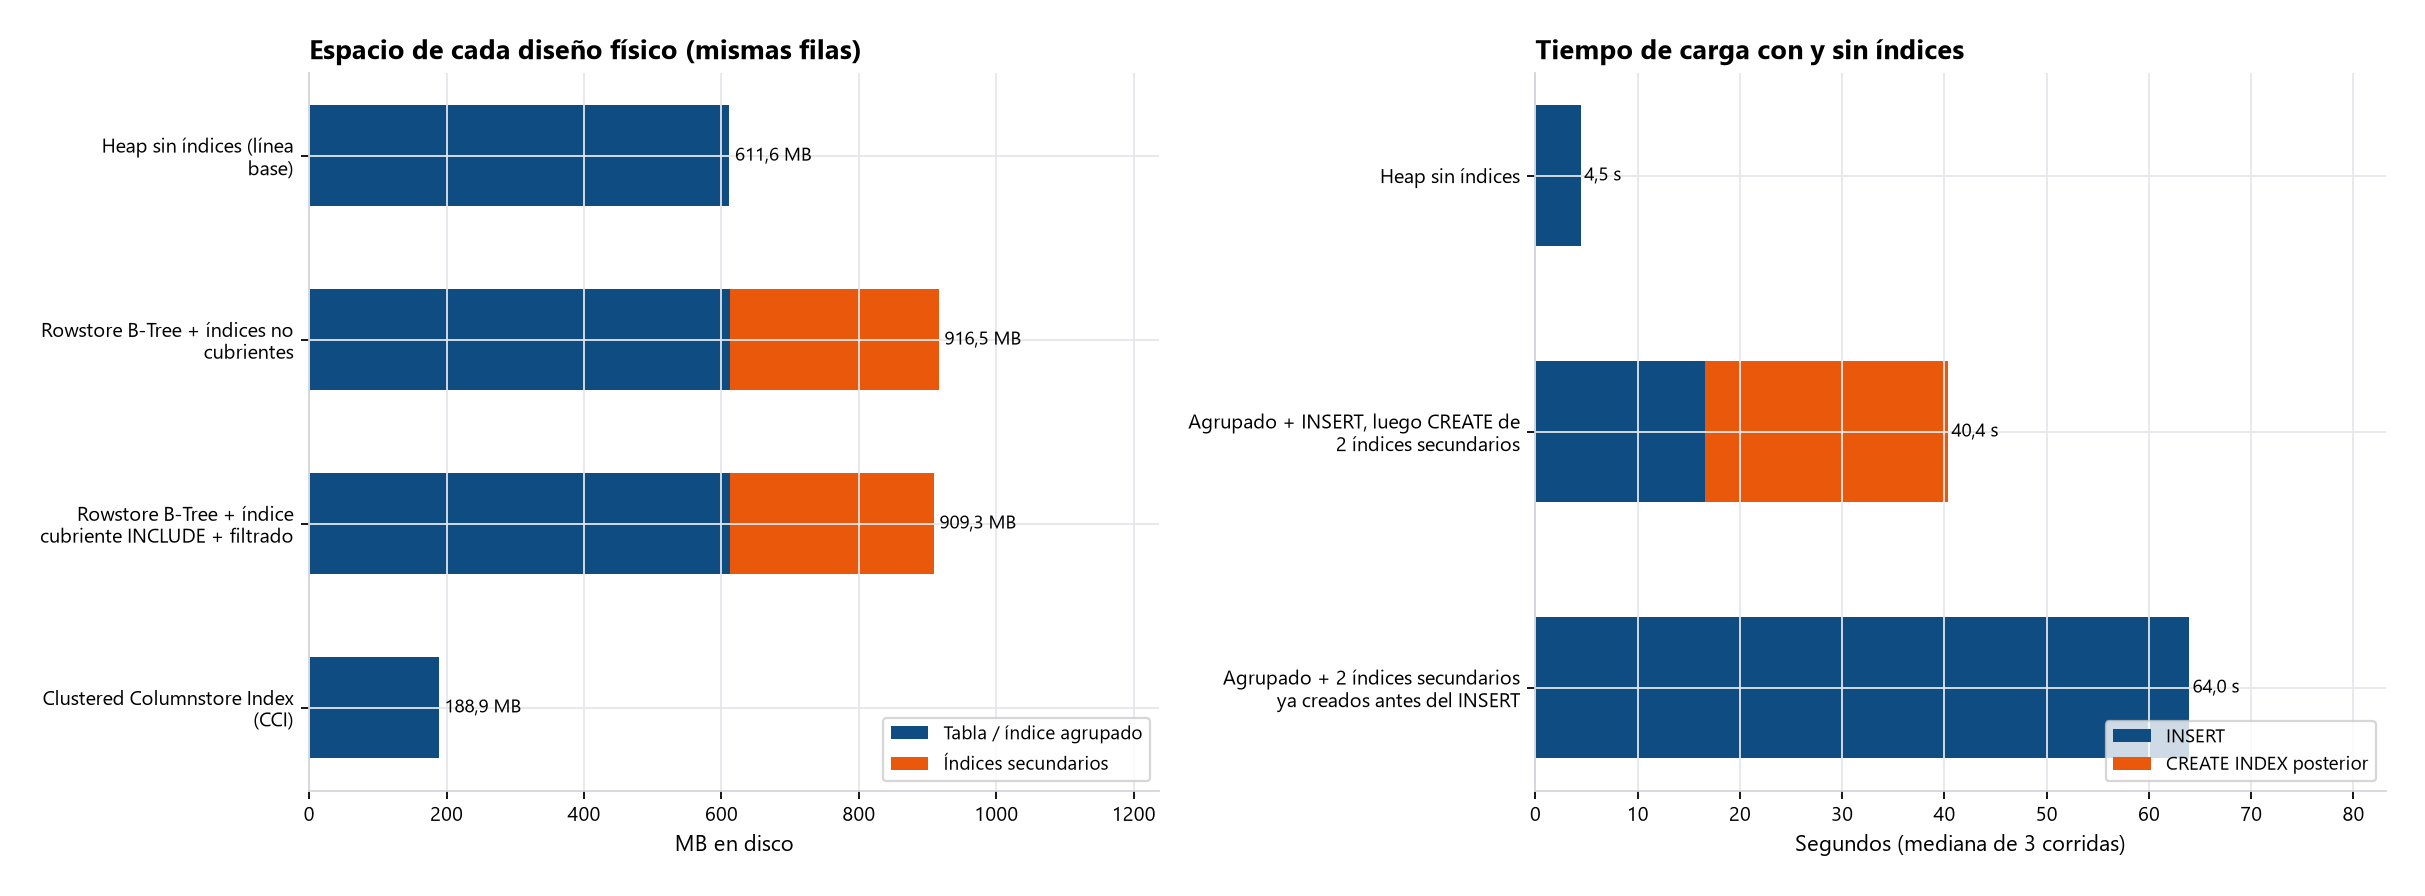 Espacio de cada diseño físico (mismas filas)
Heap sin índices (línea
base)
611,6 MB
Rowstore B-Tree + índices no
cubrientes
916,5 MB
Rowstore B-Tree + índice
cubriente INCLUDE + filtrado
909,3 MB
Clustered Columnstore Index
(CCI)
188,9 MB
Tabla / índice agrupado
Índices secundarios
0 200 400 600 800 1000 1200
MB en disco
Tiempo de carga con y sin índices
Heap sin índices
4,5 s
Agrupado + INSERT, luego CREATE de
2 índices secundarios
40,4 s
Agrupado + 2 índices secundarios
ya creados antes del INSERT
64,0 s
INSERT
CREATE INDEX posterior
0 10 20 30 40 50 60 70 80
Segundos (mediana de 3 corridas)